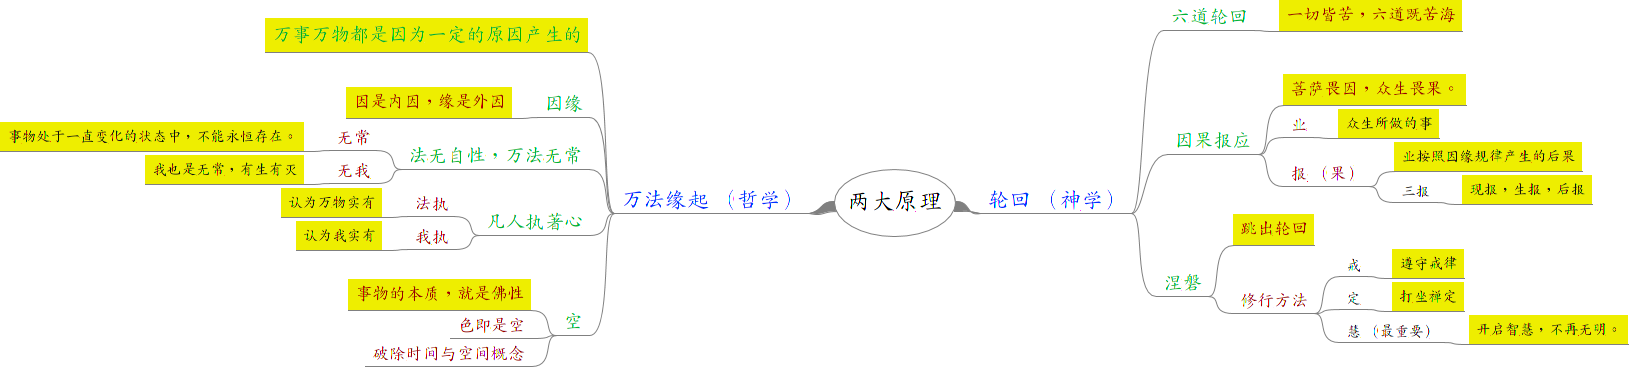 两大原理
万法缘起（哲学）
万事万物都是因为一定的原因产生的
因缘
因是内因，缘是外因
法无自性，万法无常
无常
事物处于一直变化的状态中，不能永恒存在。
无我
我也是无常，有生有灭
凡人执著心
法执
认为万物实有
我执
认为我实有
空
事物的本质，就是佛性
色即是空
破除时间与空间概念
轮回（神学）
六道轮回
一切皆苦，六道既苦海
因果报应
菩萨畏因，众生畏果。
业
众生所做的事
报（果）
业按照因缘规律产生的后果
三报
现报，生报，后报
涅磐
跳出轮回
修行方法
戒
遵守戒律
定
打坐禅定
慧（最重要）
开启智慧，不再无明。